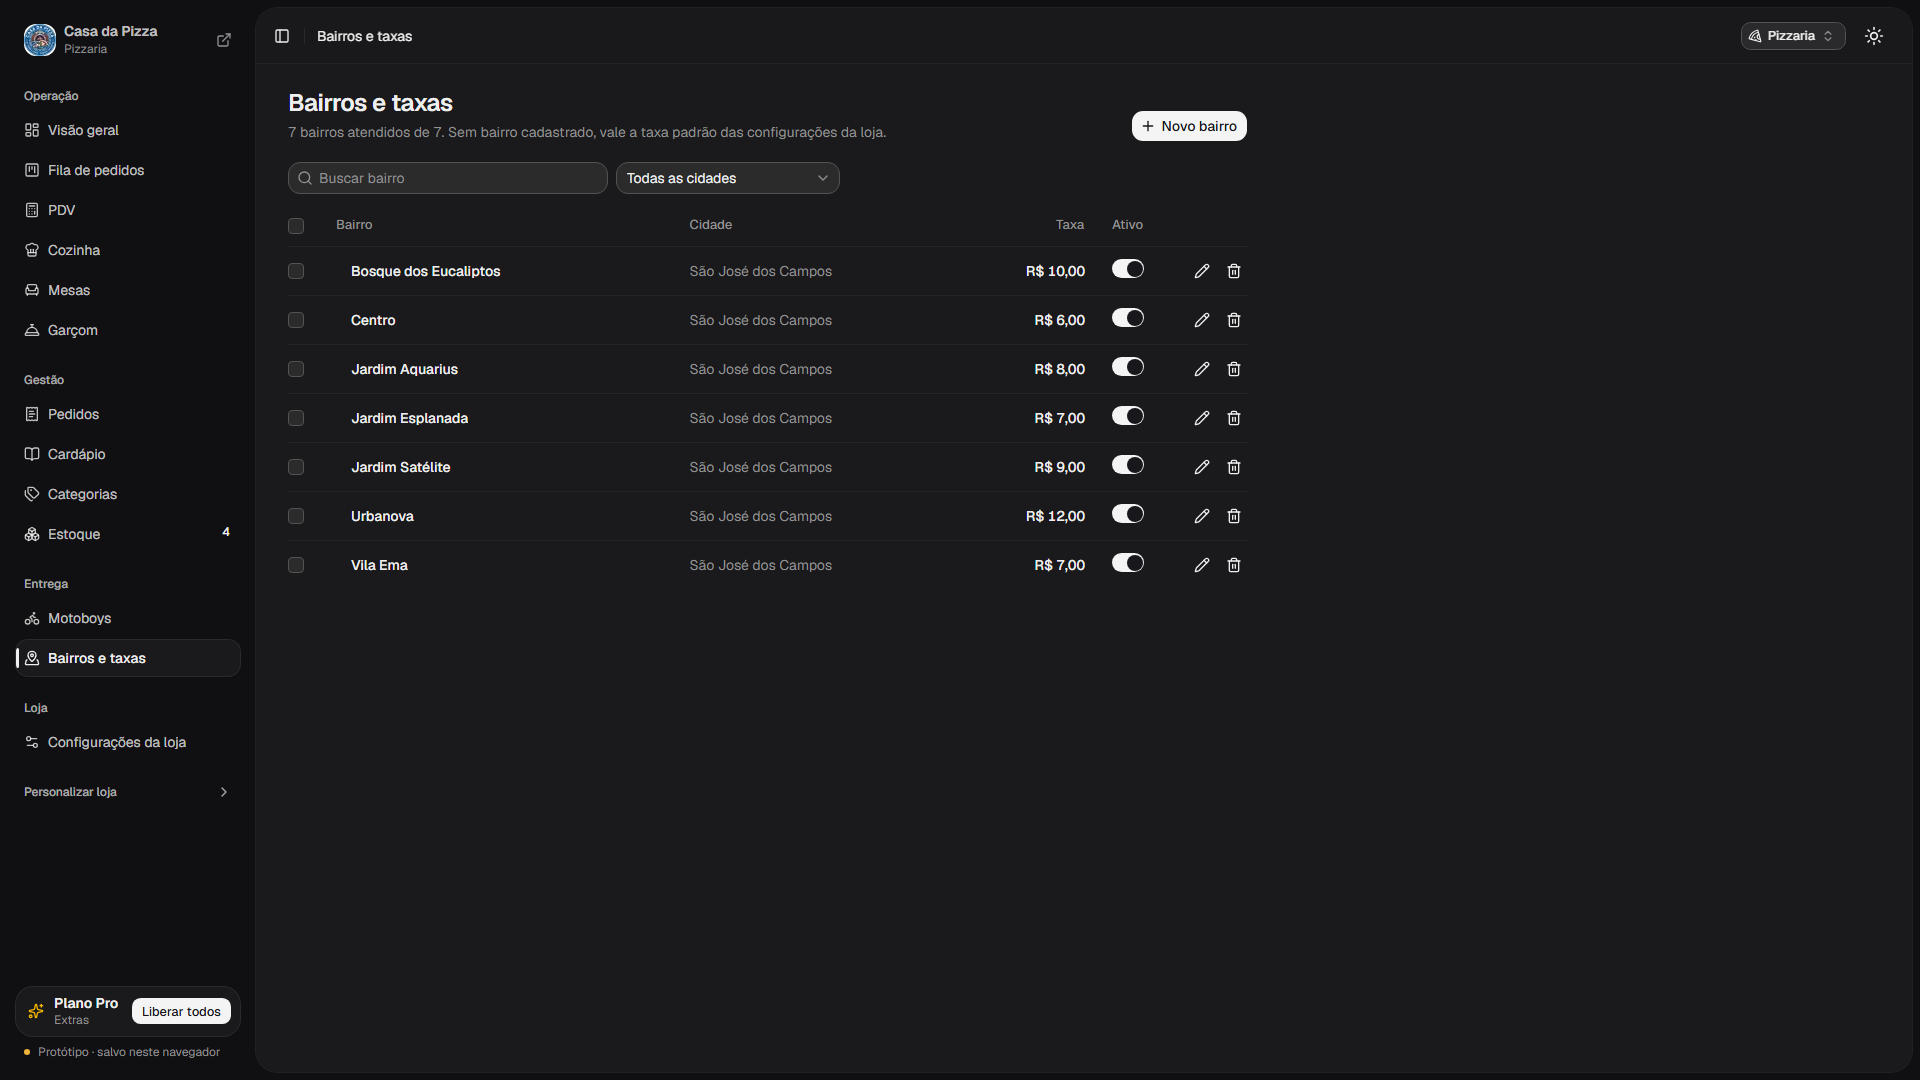 Casa da Pizza
Pizzaria
Operação
Visão geral
Fila de pedidos
PDV
Cozinha
Mesas
Garçom
Gestão
Pedidos
Cardápio
Categorias
Estoque 4
Entrega
Motoboys
Bairros e taxas
Loja
Configurações da loja
Personalizar loja
Plano Pro
Extras
Liberar todos
Protótipo · salvo neste navegador
Bairros e taxas
Pizzaria
Bairros e taxas
7 bairros atendidos de 7. Sem bairro cadastrado, vale a taxa padrão das configurações da loja.
Novo bairro
Buscar bairro
Todas as cidades
Bairro Cidade Taxa Ativo
Bosque dos Eucaliptos São José dos Campos R$ 10,00
Centro São José dos Campos R$ 6,00
Jardim Aquarius São José dos Campos R$ 8,00
Jardim Esplanada São José dos Campos R$ 7,00
Jardim Satélite São José dos Campos R$ 9,00
Urbanova São José dos Campos R$ 12,00
Vila Ema São José dos Campos R$ 7,00